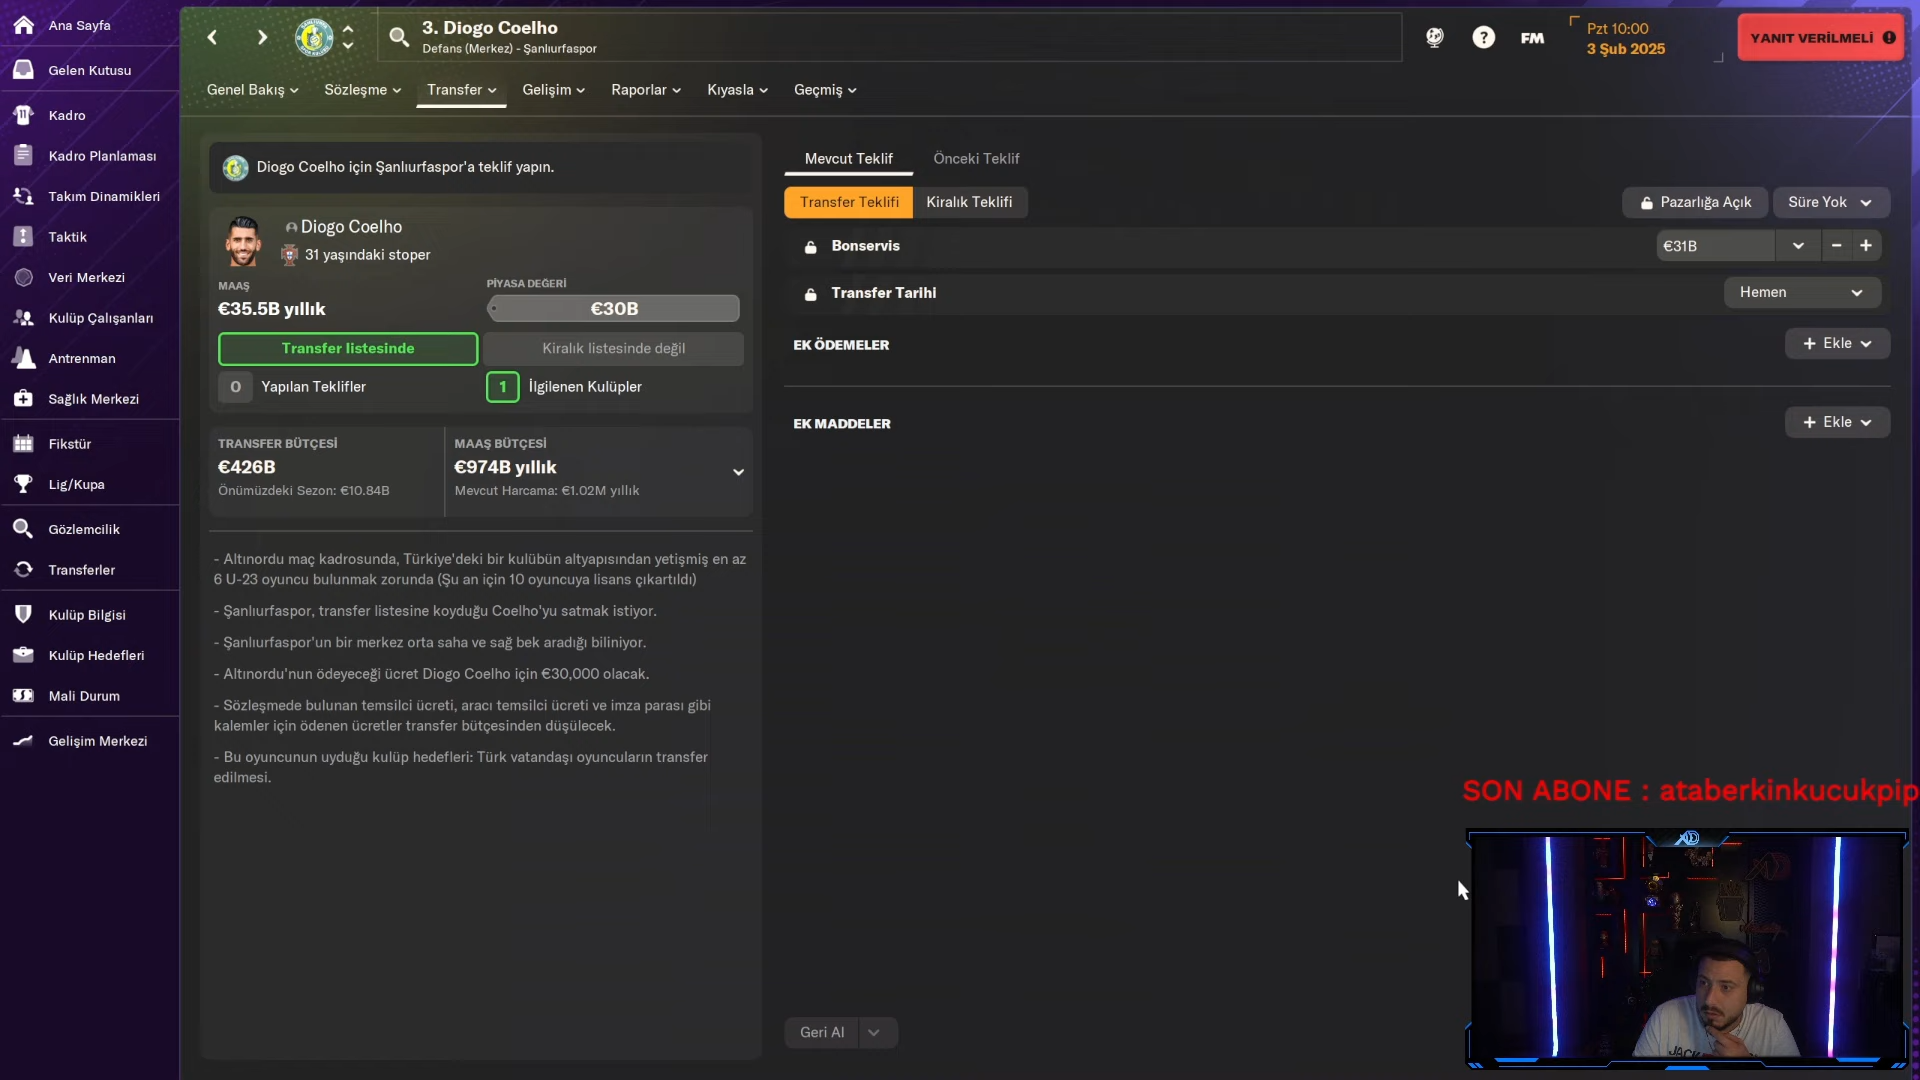 Ana Sayfa
Gelen Kutusu
Kadro
Kadro Planlaması
Takım Dinamikleri
Taktik
Veri Merkezi
Kulüp Çalışanları
Antrenman
Sağlık Merkezi
Fikstür
Lig/Kupa
Gözlemcilik
Transferler
Kulüp Bilgisi
Kulüp Hedefleri
Mali Durum
Gelişim Merkezi
3. Diogo Coelho
Defans (Merkez) - Şanlıurfaspor
FM
Pzt 10:00
3 Şub 2025
YANIT VERİLMELİ
Genel Bakış
Sözleşme
Transfer
Gelişim
Raporlar
Kıyasla
Geçmiş
Diogo Coelho için Şanlıurfaspor'a teklif yapın.
Diogo Coelho
31 yaşındaki stoper
MAAŞ
€35.5B yıllık
PİYASA DEĞERİ
€30B
Transfer listesinde
Kiralık listesinde değil
0 Yapılan Teklifler
1 İlgilenen Kulüpler
TRANSFER BÜTÇESİ
€426B
Önümüzdeki Sezon: €10.84B
MAAŞ BÜTÇESİ
€974B yıllık
Mevcut Harcama: €1.02M yıllık
- Altınordu maç kadrosunda, Türkiye'deki bir kulübün altyapısından yetişmiş en az
6 U-23 oyuncu bulunmak zorunda (Şu an için 10 oyuncuya lisans çıkartıldı)
- Şanlıurfaspor, transfer listesine koyduğu Coelho'yu satmak istiyor.
- Şanlıurfaspor'un bir merkez orta saha ve sağ bek aradığı biliniyor.
- Altınordu'nun ödeyeceği ücret Diogo Coelho için €30,000 olacak.
- Sözleşmede bulunan temsilci ücreti, aracı temsilci ücreti ve imza parası gibi
kalemler için ödenen ücretler transfer bütçesinden düşülecek.
- Bu oyuncunun uyduğu kulüp hedefleri: Türk vatandaşı oyuncuların transfer
edilmesi.
Mevcut Teklif
Önceki Teklif
Transfer Teklifi
Kiralık Teklifi
Pazarlığa Açık
Süre Yok
Bonservis
€31B
Transfer Tarihi
Hemen
EK ÖDEMELER
+ Ekle
EK MADDELER
+ Ekle
Geri Al
SON ABONE : ataberkinkucukpip